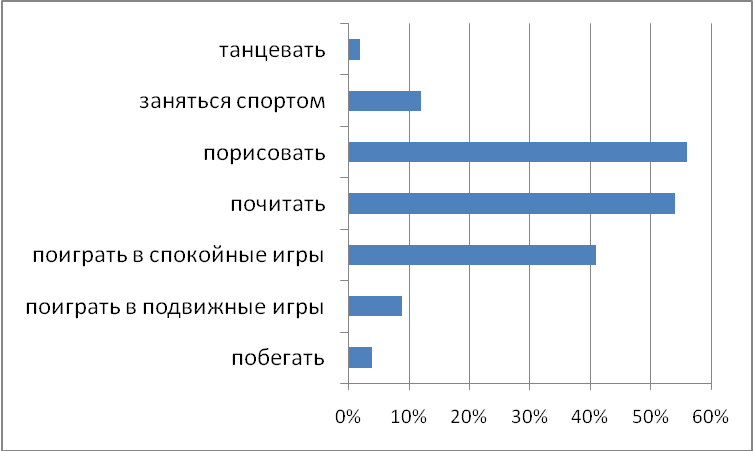 танцевать
заняться спортом
порисовать
почитать
поиграть в спокойные игры
поиграть в подвижные игры
побегать
0% 10% 20% 30% 40% 50% 60%